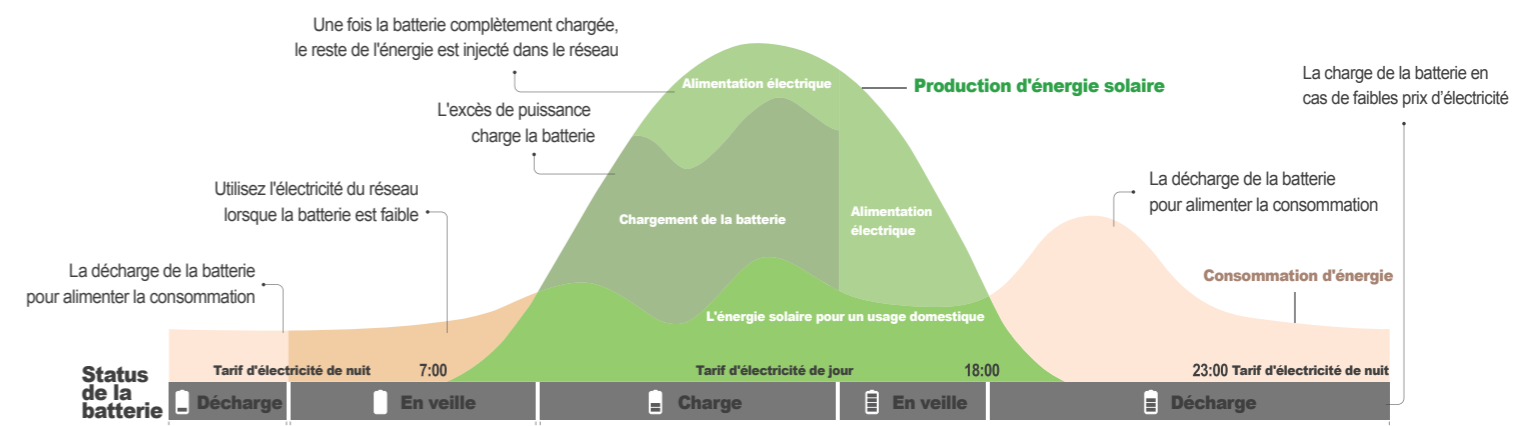 Une fois la batterie complètement chargée,
le reste de l'énergie est injecté dans le réseau
L'excès de puissance
charge la batterie
Utilisez l'électricité du réseau
lorsque la batterie est faible
La décharge de la batterie
pour alimenter la consommation
Alimentation électrique
Production d'énergie solaire
La charge de la batterie en
cas de faibles prix d'électricité
La décharge de la batterie
pour alimenter la consommation
Chargement de la batterie
Alimentation
électrique
Consommation d'énergie
L'énergie solaire pour un usage domestique
Tarif d'électricité de nuit
7:00
Tarif d'électricité de jour
18:00
23:00 Tarif d'électricité de nuit
Status
de la
batterie
Décharge
En veille
Charge
En veille
Décharge